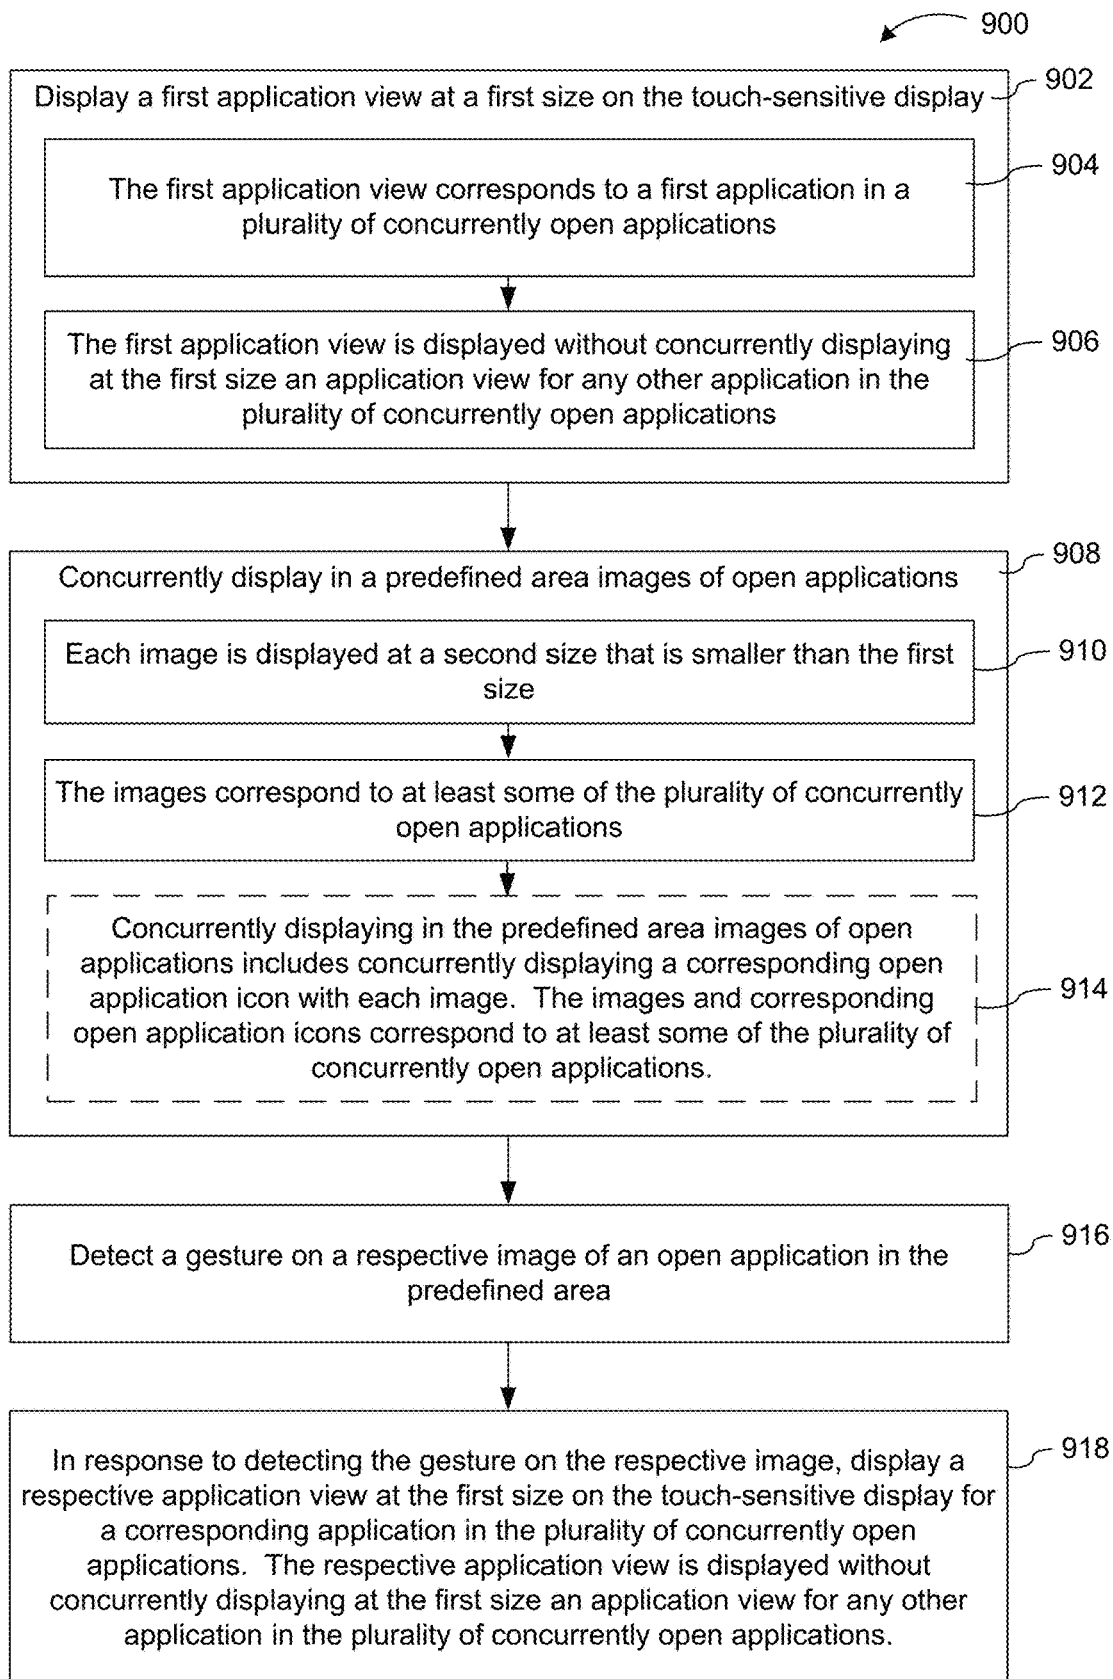 900
Display a first application view at a first size on the touch-sensitive display
902
The first application view corresponds to a first application in a
plurality of concurrently open applications
904
The first application view is displayed without concurrently displaying
at the first size an application view for any other application in the
plurality of concurrently open applications
906
Concurrently display in a predefined area images of open applications
908
Each image is displayed at a second size that is smaller than the first
size
910
The images correspond to at least some of the plurality of concurrently
open applications
912
Concurrently displaying in the predefined area images of open
applications includes concurrently displaying a corresponding open
application icon with each image.  The images and corresponding
open application icons correspond to at least some of the plurality of
concurrently open applications.
914
Detect a gesture on a respective image of an open application in the
predefined area
916
In response to detecting the gesture on the respective image, display a
respective application view at the first size on the touch-sensitive display for
a corresponding application in the plurality of concurrently open
applications.  The respective application view is displayed without
concurrently displaying at the first size an application view for any other
application in the plurality of concurrently open applications.
918